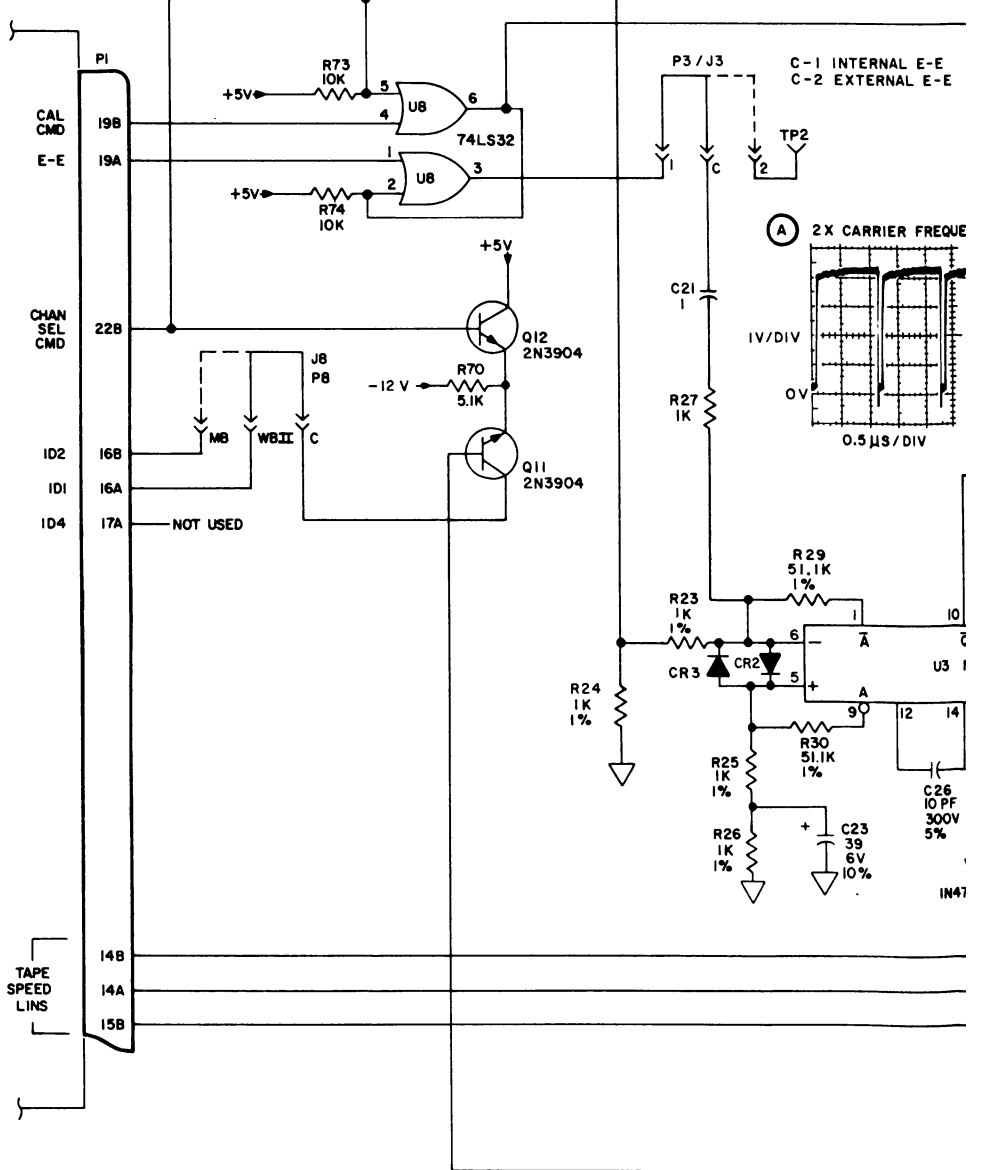 P1
CAL
CMD
19B
E-E
19A
CHAN
SEL
CMD
22B
ID2
16B
ID1
16A
ID4
17A
NOT USED
TAPE
SPEED
LINS
14B
14A
15B
R73
10K
+5V
5
4
U8
6
74LS32
1
2
U8
3
+5V
R74
10K
P3/J3
C-1 INTERNAL E-E
C-2 EXTERNAL E-E
1
C
2
TP2
A
2X CARRIER FREQUE
1V/DIV
0V
0.5 µS/DIV
+5V
Q12
2N3904
J8
P8
-12 V
R70
5.1K
MB
WBII
C
Q11
2N3904
C21
1
R27
1K
R29
51.1K
1%
R23
1K
1%
6
−
5
+
1
A
10
U3
A
9
12
14
CR3
CR2
R24
1K
1%
R30
51.1K
1%
R25
1K
1%
R26
1K
1%
+
C23
39
6V
10%
C26
10 PF
300V
5%
1N47